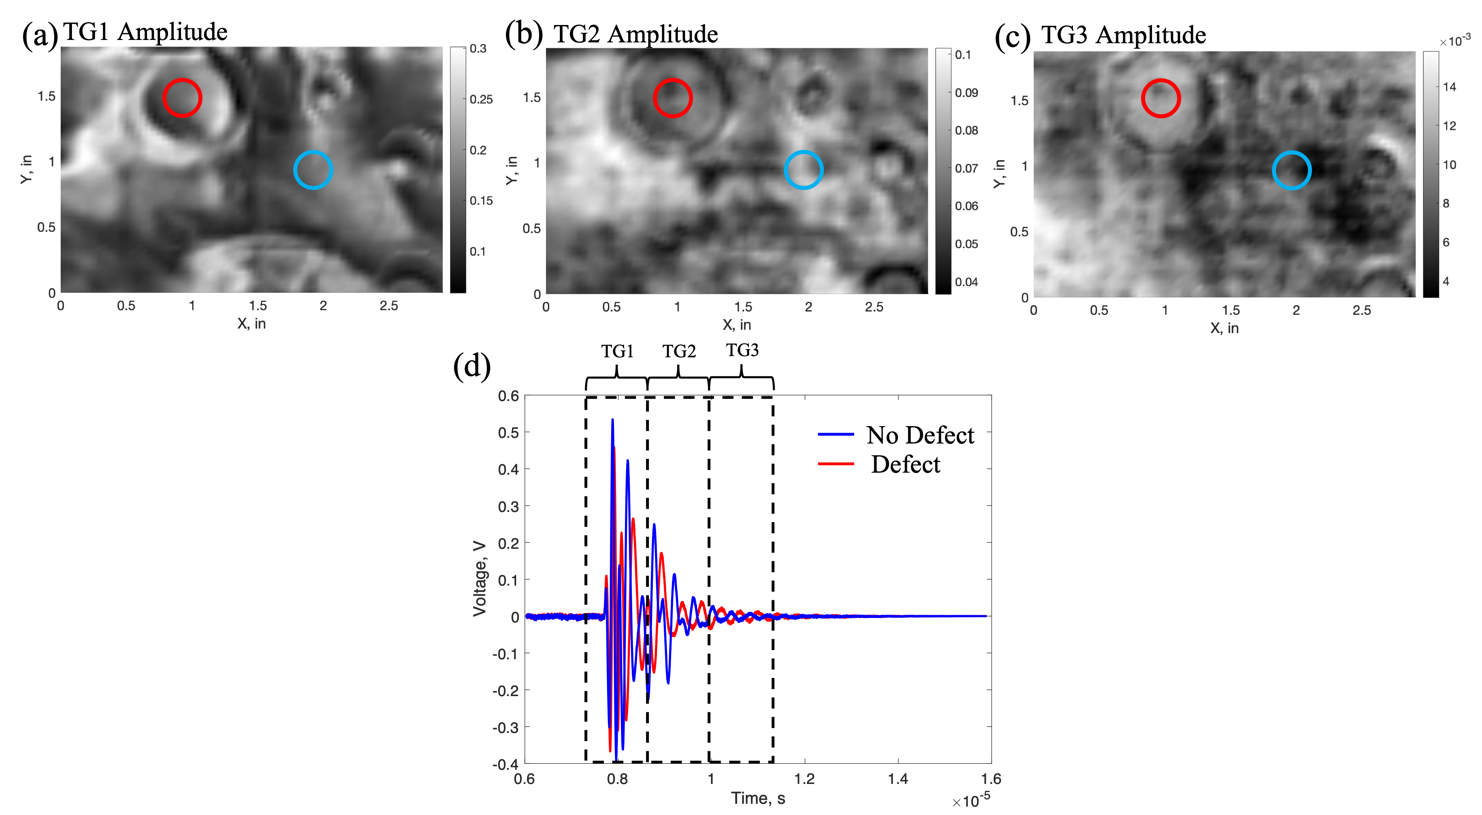 (a) TG1 Amplitude
1.5
1
0.5
0
Y, in
0 0.5 1 1.5 2 2.5
X, in
0.3
0.25
0.2
0.15
0.1
(b) TG2 Amplitude
1.5
1
0.5
0
Y, in
0 0.5 1 1.5 2 2.5
X, in
0.1
0.09
0.08
0.07
0.06
0.05
0.04
(c) TG3 Amplitude
1.5
1
0.5
0
Y, in
0 0.5 1 1.5 2 2.5
X, in
×10⁻³
14
12
10
8
6
4
(d)
TG1 TG2 TG3
0.6
0.5
0.4
0.3
0.2
0.1
0
-0.1
-0.2
-0.3
-0.4
Voltage, V
No Defect
Defect
0.6 0.8 1 1.2 1.4 1.6
Time, s
×10⁻⁵